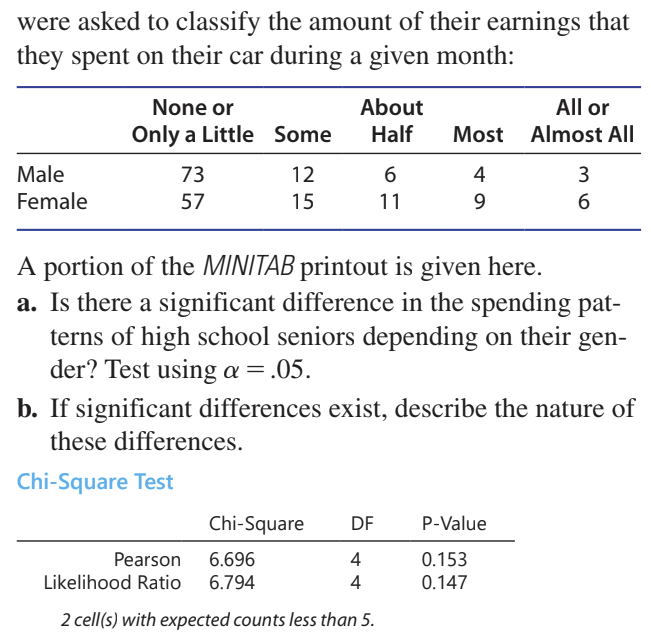 were asked to classify the amount of their earnings that
they spent on their car during a given month:
None or About All or
Only a Little Some Half Most Almost All
Male 73 12 6 4 3
Female 57 15 11 9 6
A portion of the MINITAB printout is given here.
a. Is there a significant difference in the spending pat-
terns of high school seniors depending on their gen-
der? Test using α = .05.
b. If significant differences exist, describe the nature of
these differences.
Chi-Square Test
Chi-Square DF P-Value
Pearson 6.696 4 0.153
Likelihood Ratio 6.794 4 0.147
2 cell(s) with expected counts less than 5.